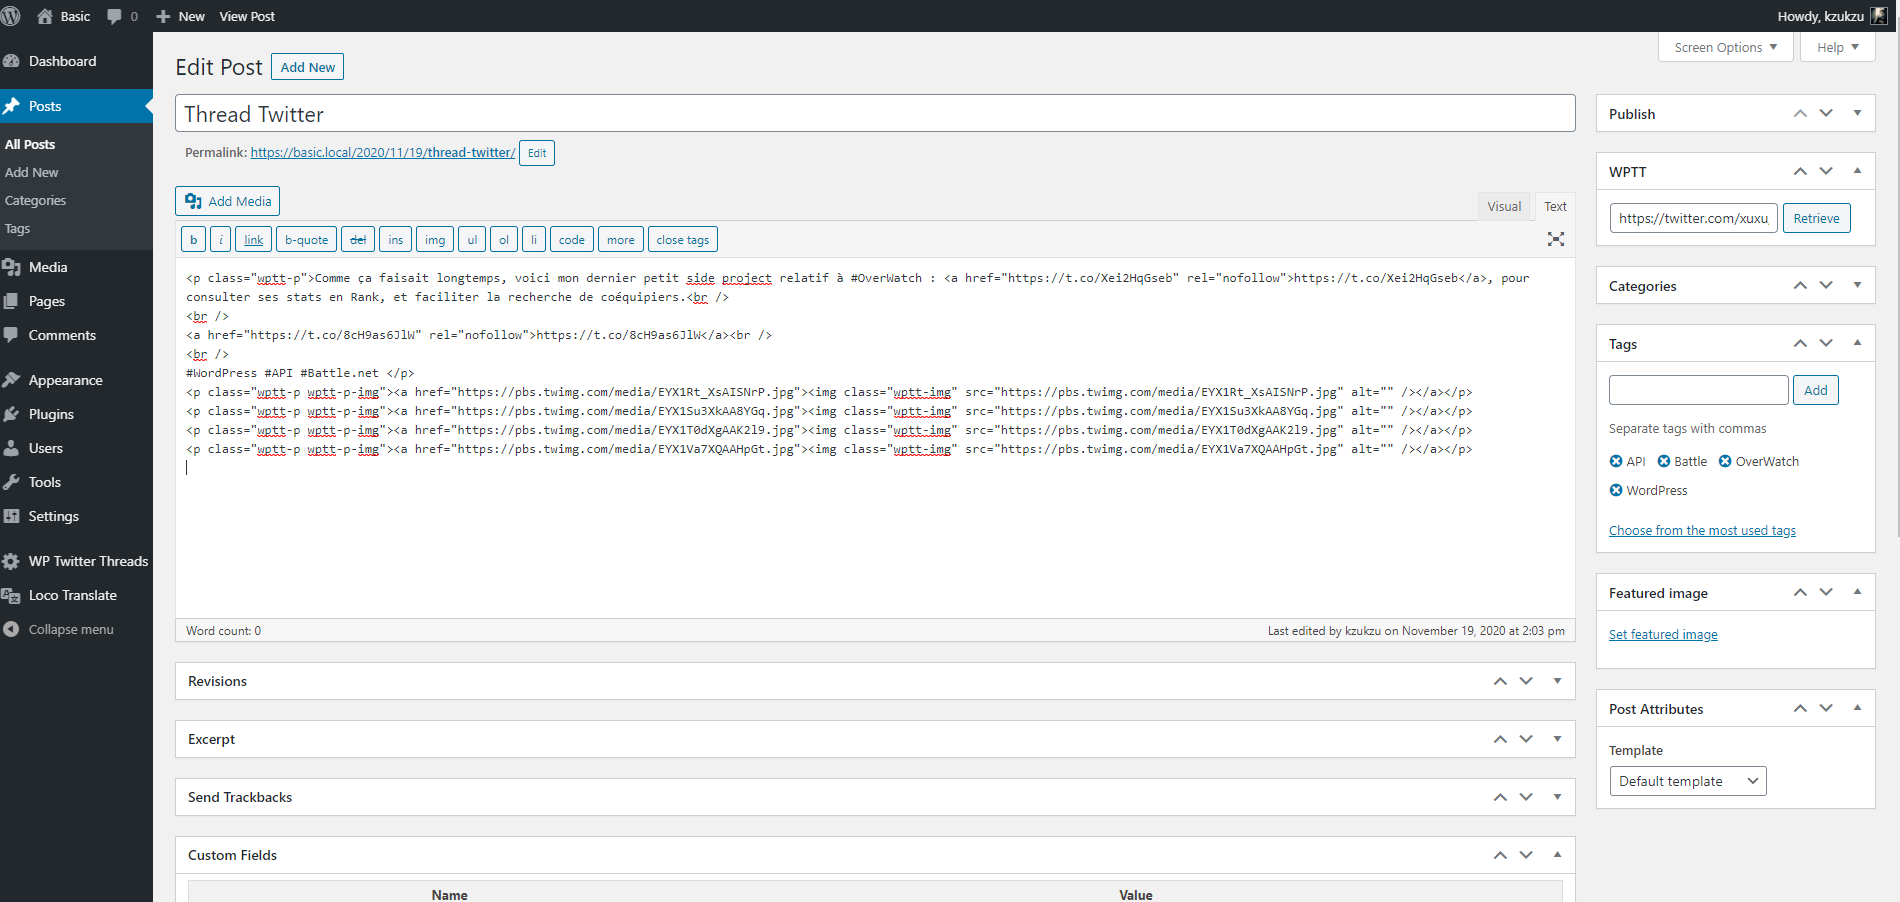 Basic
0
New
View Post
Howdy, kzukzu
Dashboard
Posts
All Posts
Add New
Categories
Tags
Media
Pages
Comments
Appearance
Plugins
Users
Tools
Settings
WP Twitter Threads
Loco Translate
Collapse menu
Screen Options
Help
Edit Post
Add New
Thread Twitter
Permalink: https://basic.local/2020/11/19/thread-twitter/ Edit
Add Media
Visual
Text
b i link b-quote del ins img ul ol li code more close tags
<p class="wptt-p">Comme ça faisait longtemps, voici mon dernier petit side project relatif à #OverWatch : <a href="https://t.co/Xei2HqGseb" rel="nofollow">https://t.co/Xei2HqGseb</a>, pour
consulter ses stats en Rank, et faciliter la recherche de coéquipiers.<br />
<br />
<a href="https://t.co/8cH9as6JlW" rel="nofollow">https://t.co/8cH9as6JlW</a><br />
<br />
#WordPress #API #Battle.net </p>
<p class="wptt-p wptt-p-img"><a href="https://pbs.twimg.com/media/EYX1Rt_XsAISNrP.jpg"><img class="wptt-img" src="https://pbs.twimg.com/media/EYX1Rt_XsAISNrP.jpg" alt="" /></a></p>
<p class="wptt-p wptt-p-img"><a href="https://pbs.twimg.com/media/EYX1Su3XkAA8YGq.jpg"><img class="wptt-img" src="https://pbs.twimg.com/media/EYX1Su3XkAA8YGq.jpg" alt="" /></a></p>
<p class="wptt-p wptt-p-img"><a href="https://pbs.twimg.com/media/EYX1T0dXgAAK2l9.jpg"><img class="wptt-img" src="https://pbs.twimg.com/media/EYX1T0dXgAAK2l9.jpg" alt="" /></a></p>
<p class="wptt-p wptt-p-img"><a href="https://pbs.twimg.com/media/EYX1Va7XQAAHpGt.jpg"><img class="wptt-img" src="https://pbs.twimg.com/media/EYX1Va7XQAAHpGt.jpg" alt="" /></a></p>
Word count: 0
Last edited by kzukzu on November 19, 2020 at 2:03 pm
Revisions
Excerpt
Send Trackbacks
Custom Fields
Name
Value
Publish
WPTT
https://twitter.com/xuxu
Retrieve
Categories
Tags
Add
Separate tags with commas
API Battle OverWatch
WordPress
Choose from the most used tags
Featured image
Set featured image
Post Attributes
Template
Default template